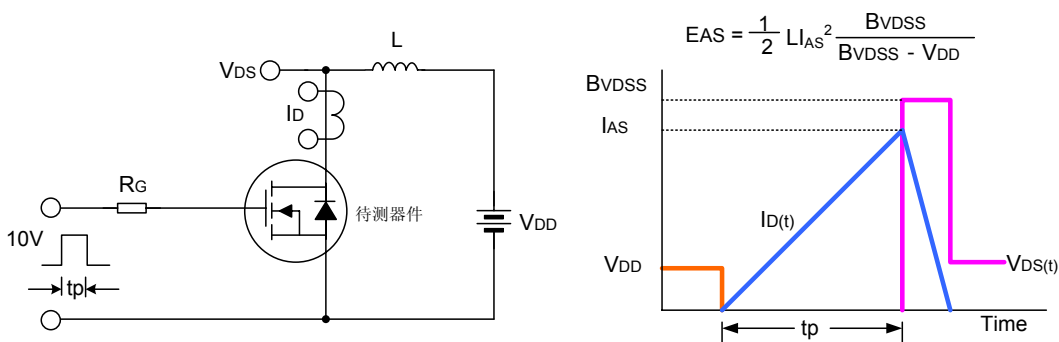 VDS
L
ID
RG
10V
tp
待测器件
VDD
EAS = 1/2 LIAS² BVDSS / BVDSS - VDD
BVDSS
IAS
ID(t)
VDD
VDS(t)
tp
Time